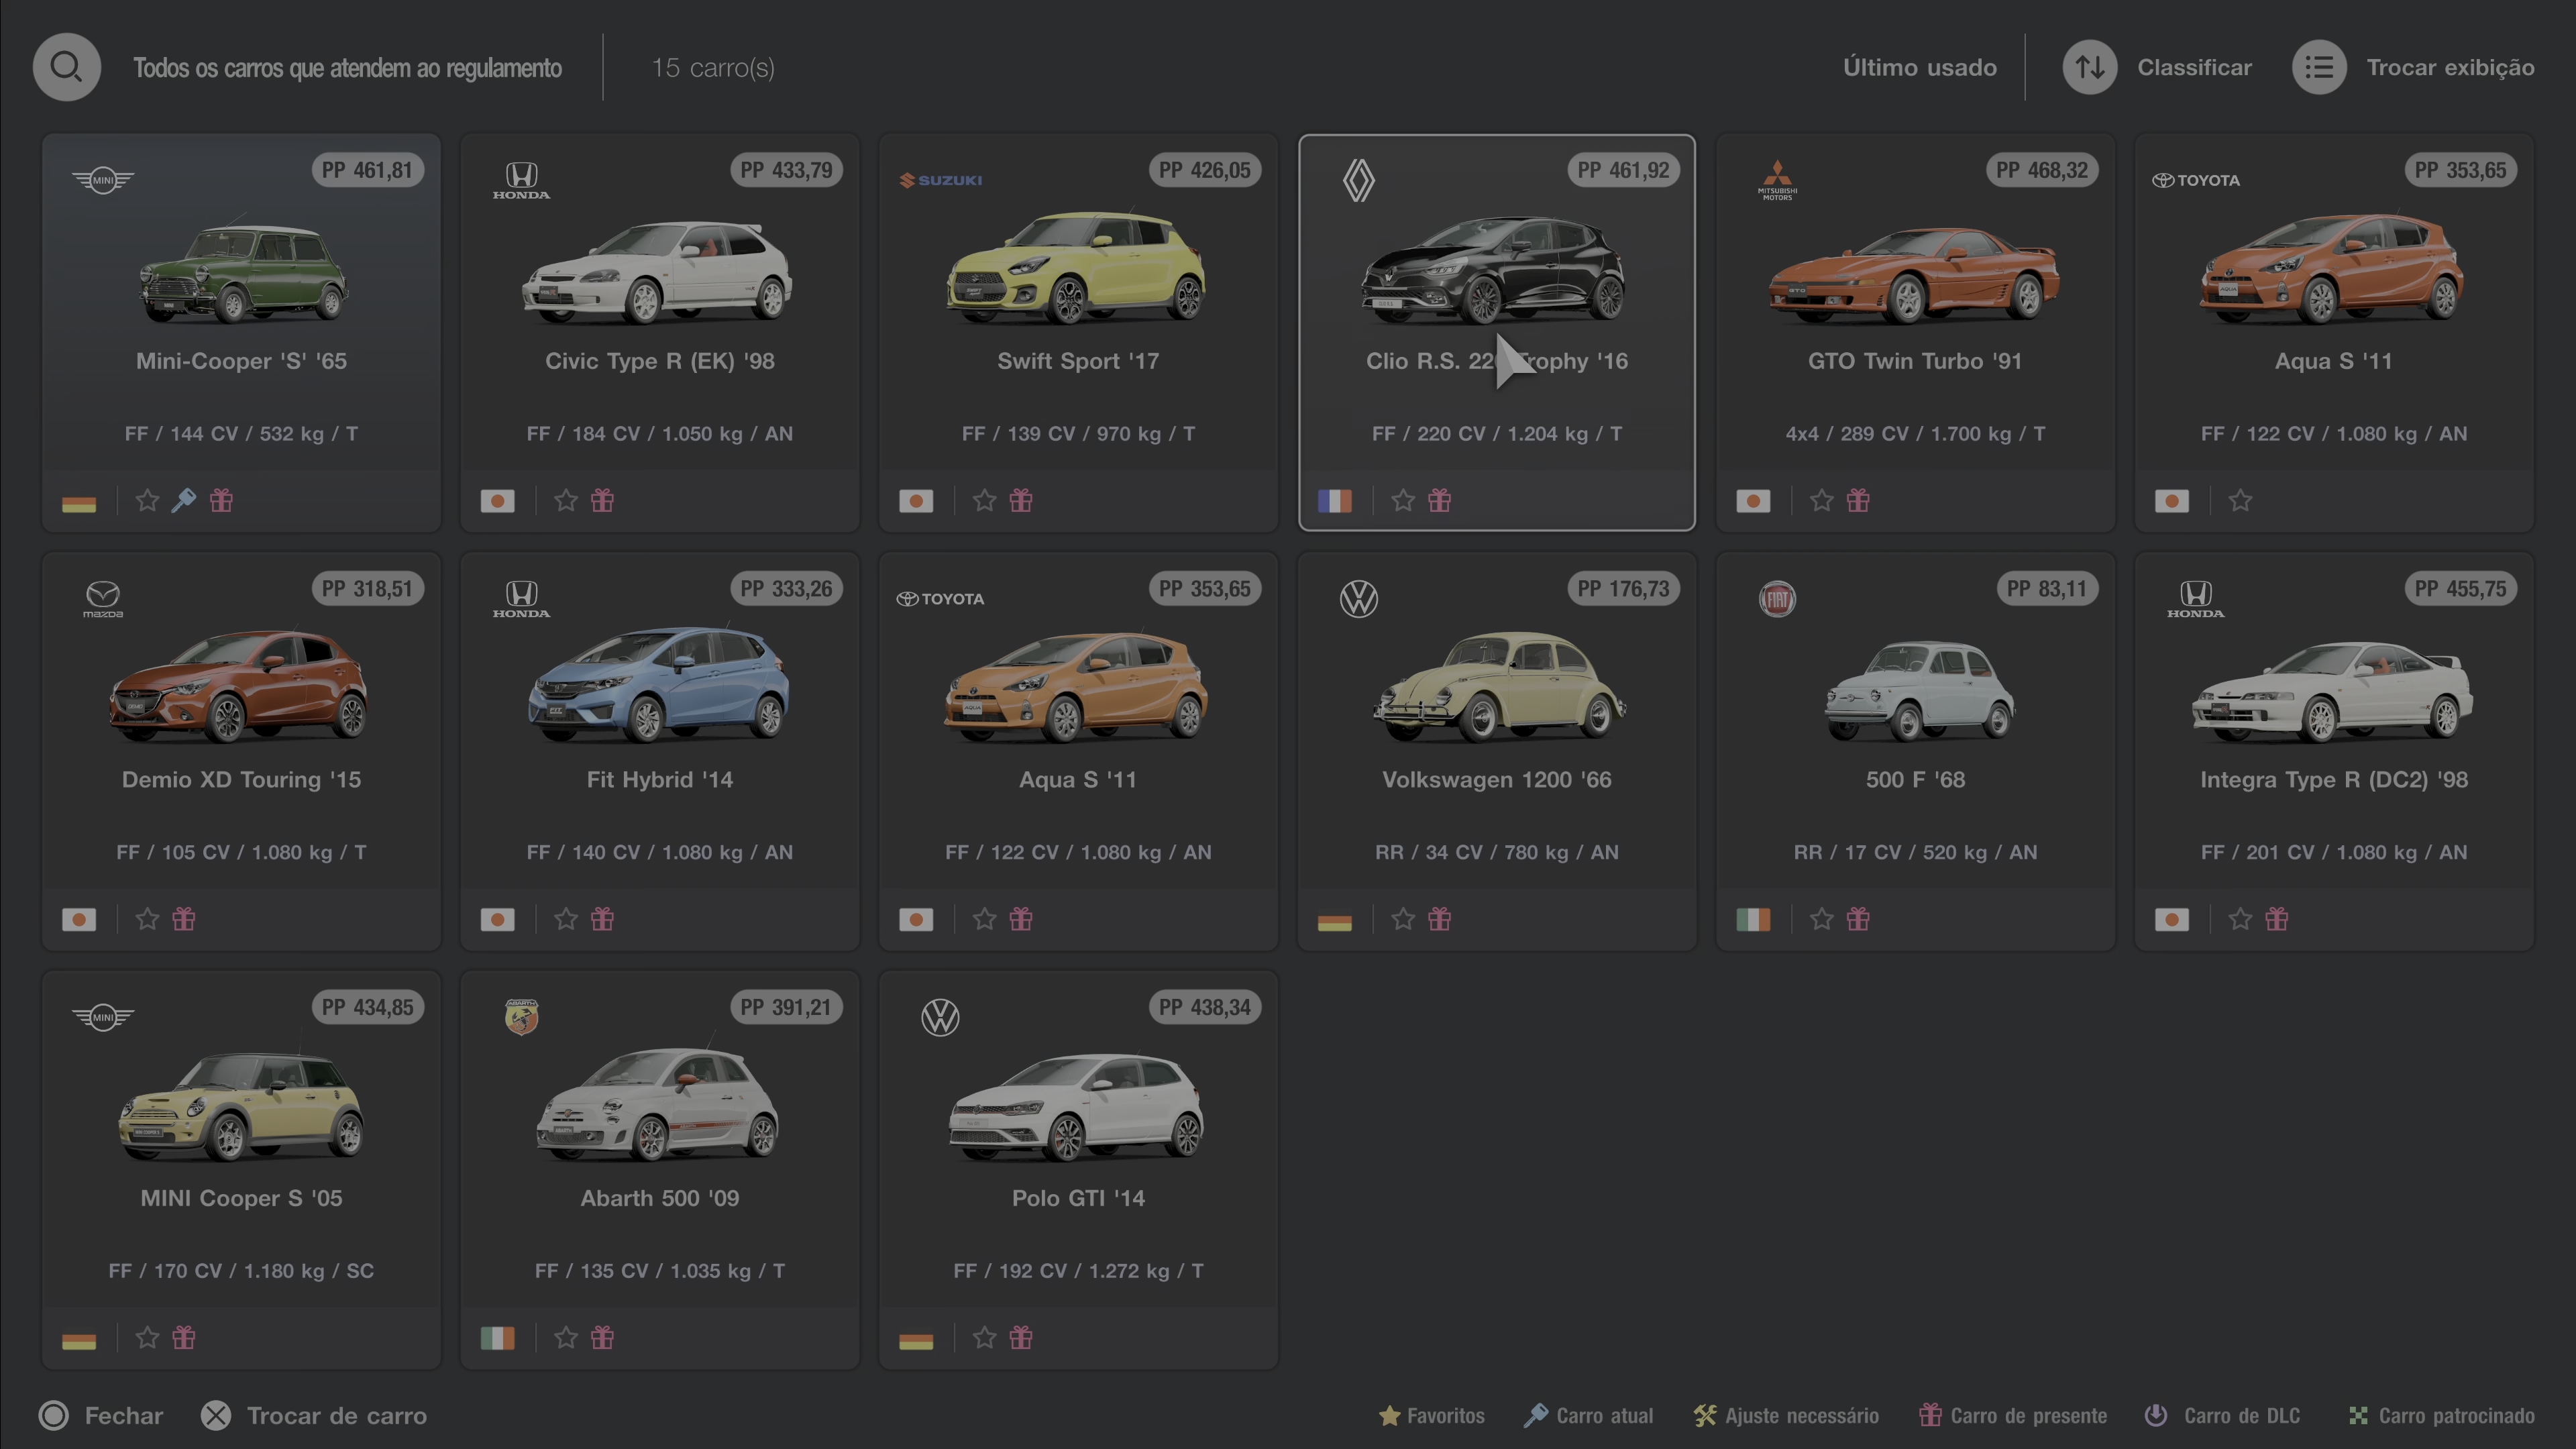 Todos os carros que atendem ao regulamento
15 carro(s)
Último usado
Classificar
Trocar exibição
MINI
PP 461,81
Mini-Cooper 'S' '65
FF / 144 CV / 532 kg / T
HONDA
PP 433,79
Civic Type R (EK) '98
FF / 184 CV / 1.050 kg / AN
SUZUKI
PP 426,05
Swift Sport '17
FF / 139 CV / 970 kg / T
PP 461,92
Clio R.S. 22 Trophy '16
FF / 220 CV / 1.204 kg / T
MITSUBISHI
MOTORS
PP 468,32
GTO
GTO Twin Turbo '91
4x4 / 289 CV / 1.700 kg / T
TOYOTA
PP 353,65
AQUA
Aqua S '11
FF / 122 CV / 1.080 kg / AN
mazda
PP 318,51
Demio XD Touring '15
FF / 105 CV / 1.080 kg / T
HONDA
PP 333,26
FIT
Fit Hybrid '14
FF / 140 CV / 1.080 kg / AN
TOYOTA
PP 353,65
AQUA
Aqua S '11
FF / 122 CV / 1.080 kg / AN
PP 176,73
Volkswagen 1200 '66
RR / 34 CV / 780 kg / AN
FIAT
PP 83,11
500 F '68
RR / 17 CV / 520 kg / AN
HONDA
PP 455,75
Integra Type R (DC2) '98
FF / 201 CV / 1.080 kg / AN
MINI
PP 434,85
MINI COOPER S
MINI Cooper S '05
FF / 170 CV / 1.180 kg / SC
ABARTH
PP 391,21
ABARTH
Abarth 500 '09
FF / 135 CV / 1.035 kg / T
PP 438,34
Polo GTI '14
FF / 192 CV / 1.272 kg / T
Fechar
Trocar de carro
Favoritos
Carro atual
Ajuste necessário
Carro de presente
Carro de DLC
Carro patrocinado